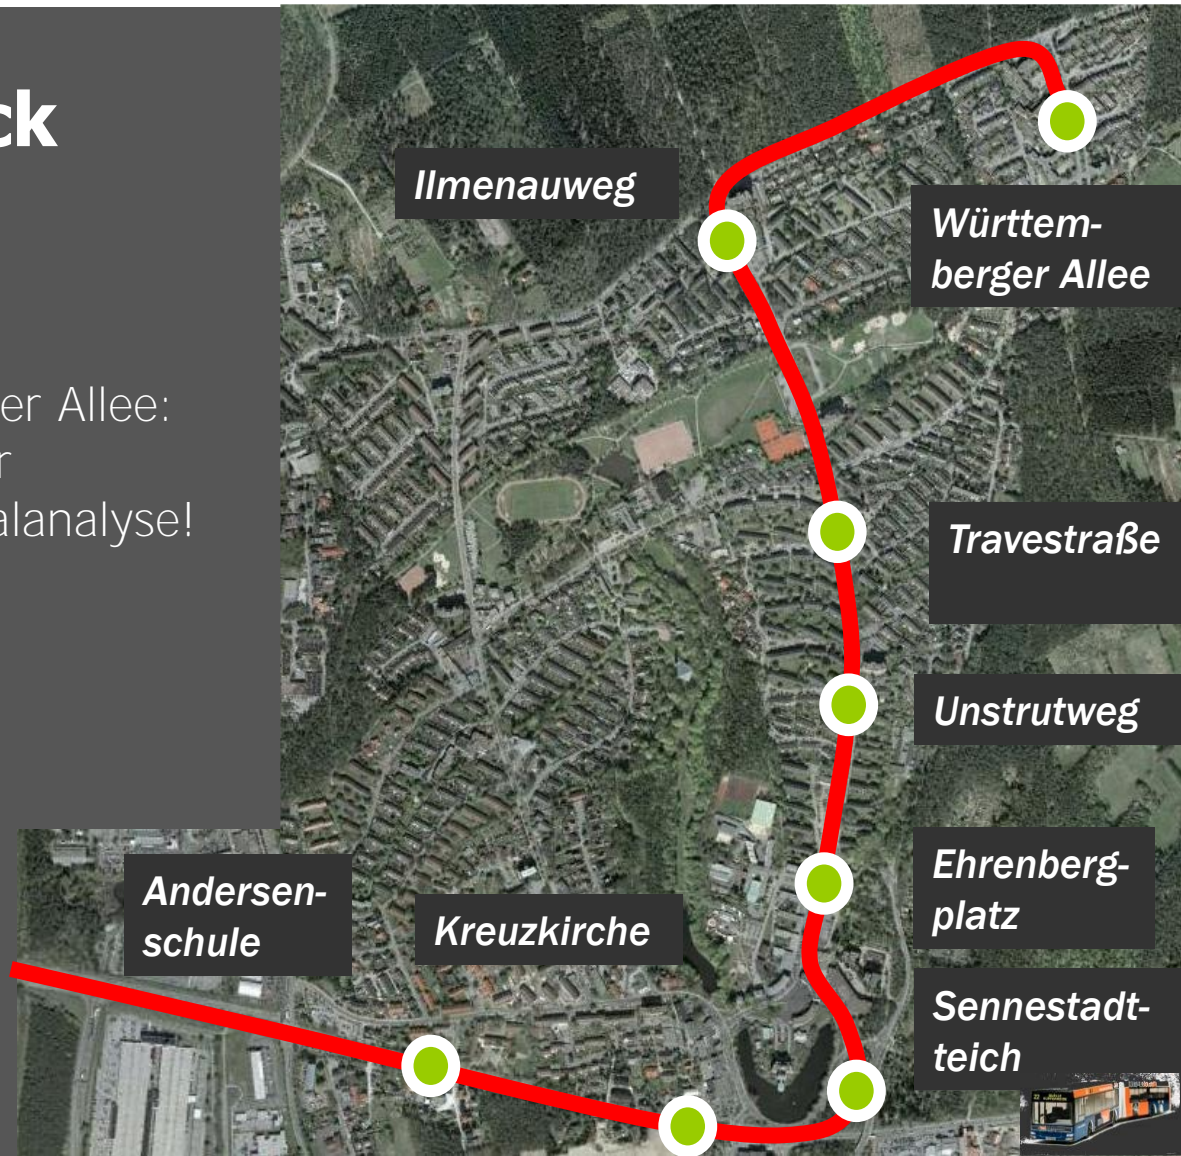 ck
er Allee:
r
alanalyse!
Ilmenauweg
Württem-
berger Allee
Travestraße
Unstrutweg
Ehrenberg-
platz
Andersen-
schule
Kreuzkirche
Sennestadt-
teich